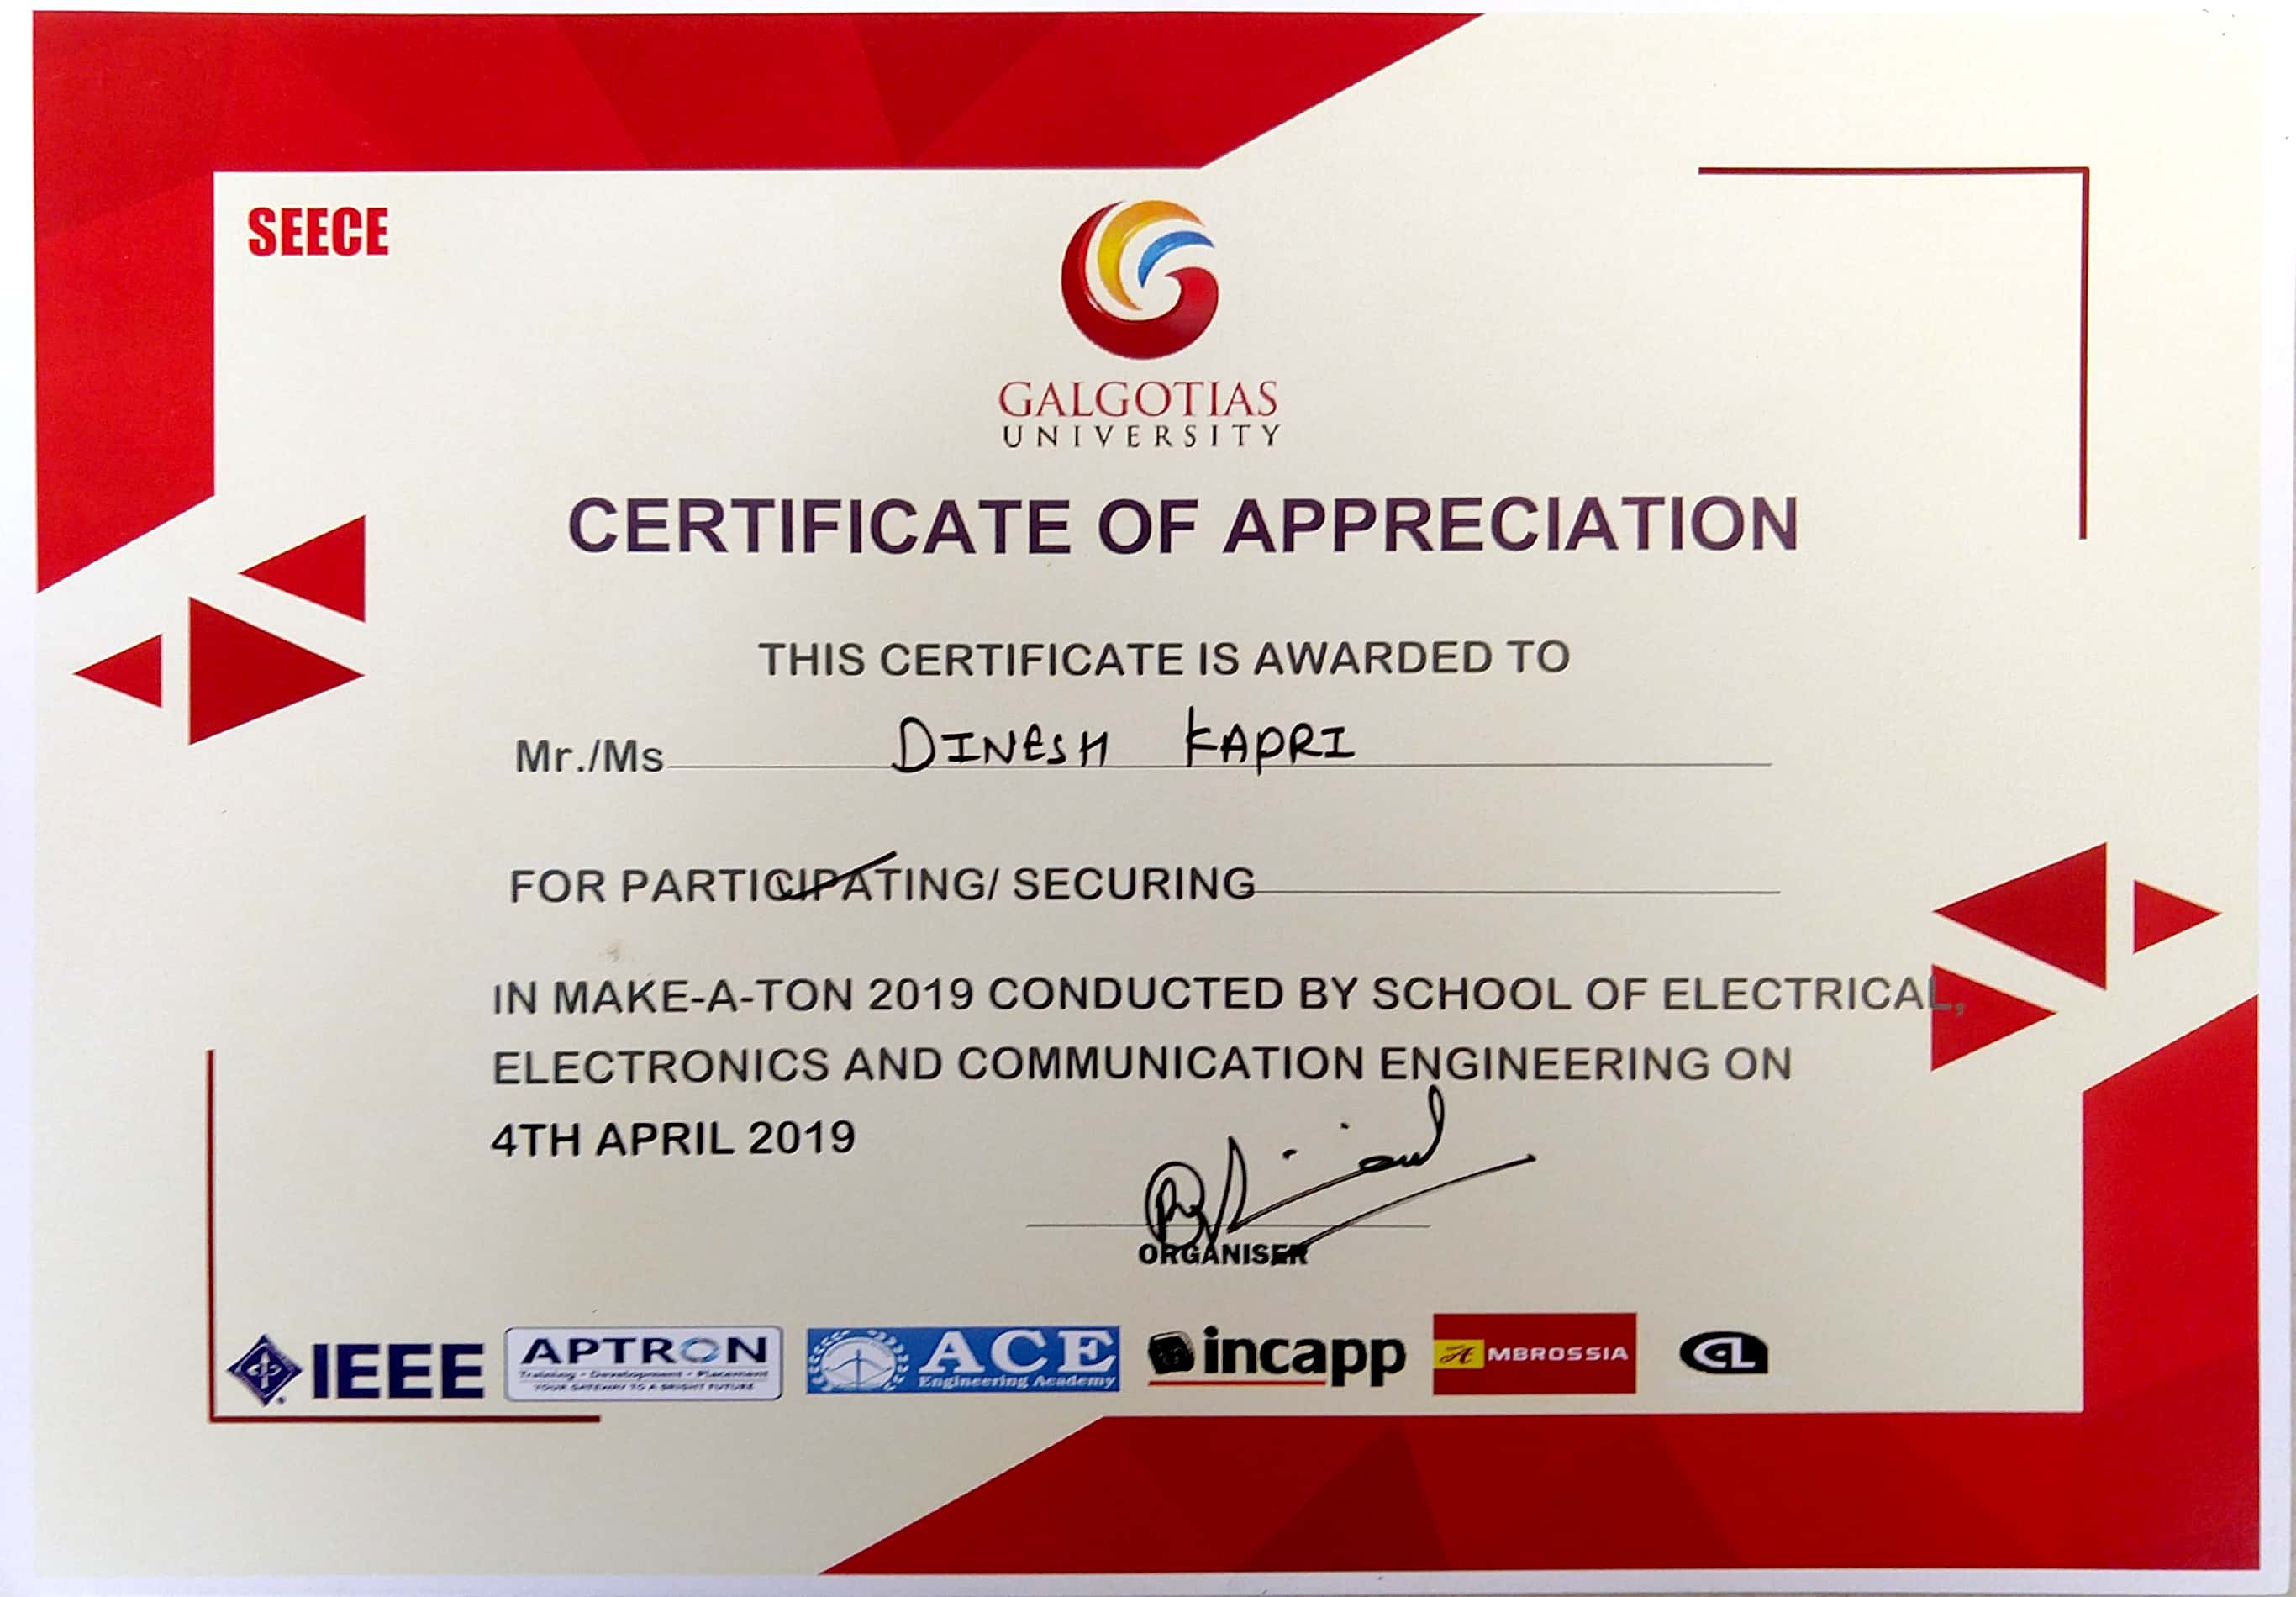 SEECE
GALGOTIAS
UNIVERSITY
CERTIFICATE OF APPRECIATION
THIS CERTIFICATE IS AWARDED TO
Mr./Ms DINESH KAPRI
FOR PARTICIPATING/ SECURING
IN MAKE-A-TON 2019 CONDUCTED BY SCHOOL OF ELECTRICAL,
ELECTRONICS AND COMMUNICATION ENGINEERING ON
4TH APRIL 2019
ORGANISER
IEEE
APTRON
Training - Development - Placement
YOUR GATEWAY TO A BRIGHT FUTURE
ACE
Engineering Academy
incapp
AMBROSSIA
CL